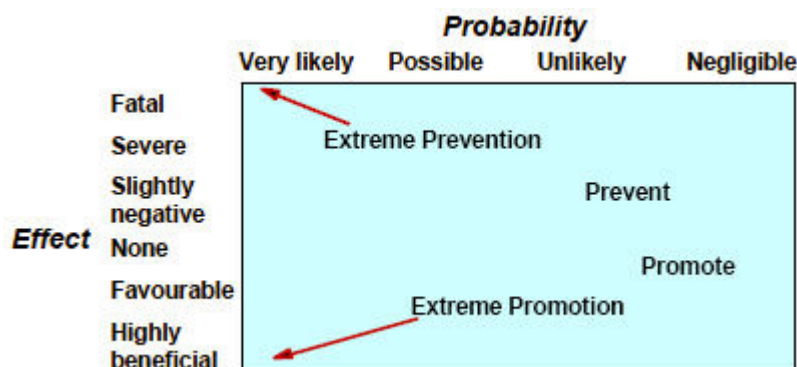 Probability
Very likely Possible Unlikely Negligible
Fatal
Extreme Prevention
Severe
Slightly
negative
Prevent
Effect
None
Promote
Favourable
Extreme Promotion
Highly
beneficial